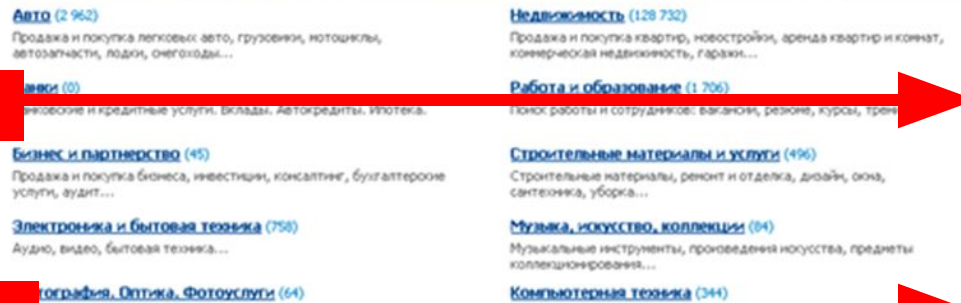 Авто (2 962)
Продажа и покупка легковых авто, грузовики, мотоциклы,
автозапчасти, лодки, снегоходы...
Недвижимость (128 732)
Продажа и покупка квартир, новостройки, аренда квартир и комнат,
коммерческая недвижимость, гаражи...
(0)
и кредитные услуги. Вклады. Автокредиты. Ипотека.
Работа и образование (1 706)
Поиск работы и сотрудников: вакансии, резюме, курсы,
Бизнес и партнерство (45)
Продажа и покупка бизнеса, инвестиции, консалтинг, бухгалтерские
услуги, аудит...
Строительные материалы и услуги (496)
Строительные материалы, ремонт и отделка, дизайн, окна,
сантехника, уборка...
Электроника и бытовая техника (758)
Аудио, видео, бытовая техника...
Музыка, искусство, коллекции (84)
Музыкальные инструменты, произведения искусства, предметы
коллекционирования...
Оптика. Фотоуслуги (64)
Компьютерная техника (344)